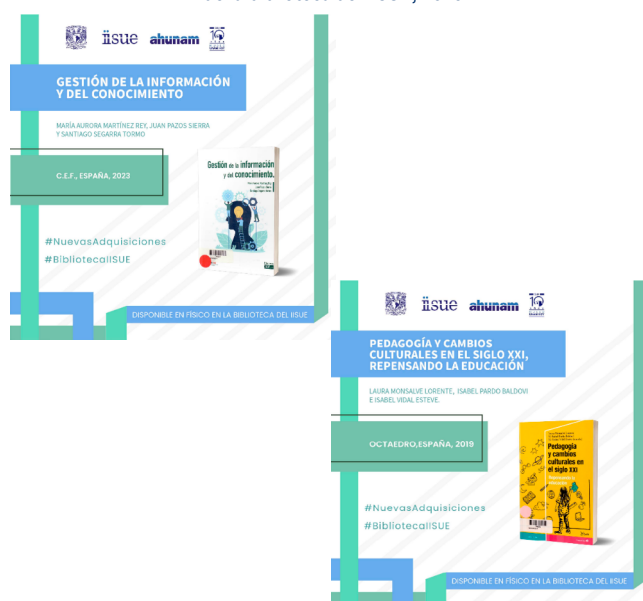 iisue ahunam
GESTIÓN DE LA INFORMACIÓN
Y DEL CONOCIMIENTO
MARÍA AURORA MARTÍNEZ REY, JUAN PAZOS SIERRA
Y SANTIAGO SEGARRA TORMO
C.E.F., ESPAÑA, 2023
Gestión de la información
y del conocimiento.
#NuevasAdquisiciones
#BibliotecaIISUE
DISPONIBLE EN FÍSICO EN LA BIBLIOTECA DEL IISUE
iisue ahunam
PEDAGOGÍA Y CAMBIOS
CULTURALES EN EL SIGLO XXI,
REPENSANDO LA EDUCACIÓN
LAURA MONSALVE LORENTE, ISABEL PARDO BALDOVI
E ISABEL VIDAL ESTEVE.
OCTAEDRO,ESPAÑA, 2019
Pedagogía
y cambios
culturales en
el siglo XXI
#NuevasAdquisiciones
#BibliotecaIISUE
DISPONIBLE EN FÍSICO EN LA BIBLIOTECA DEL IISUE